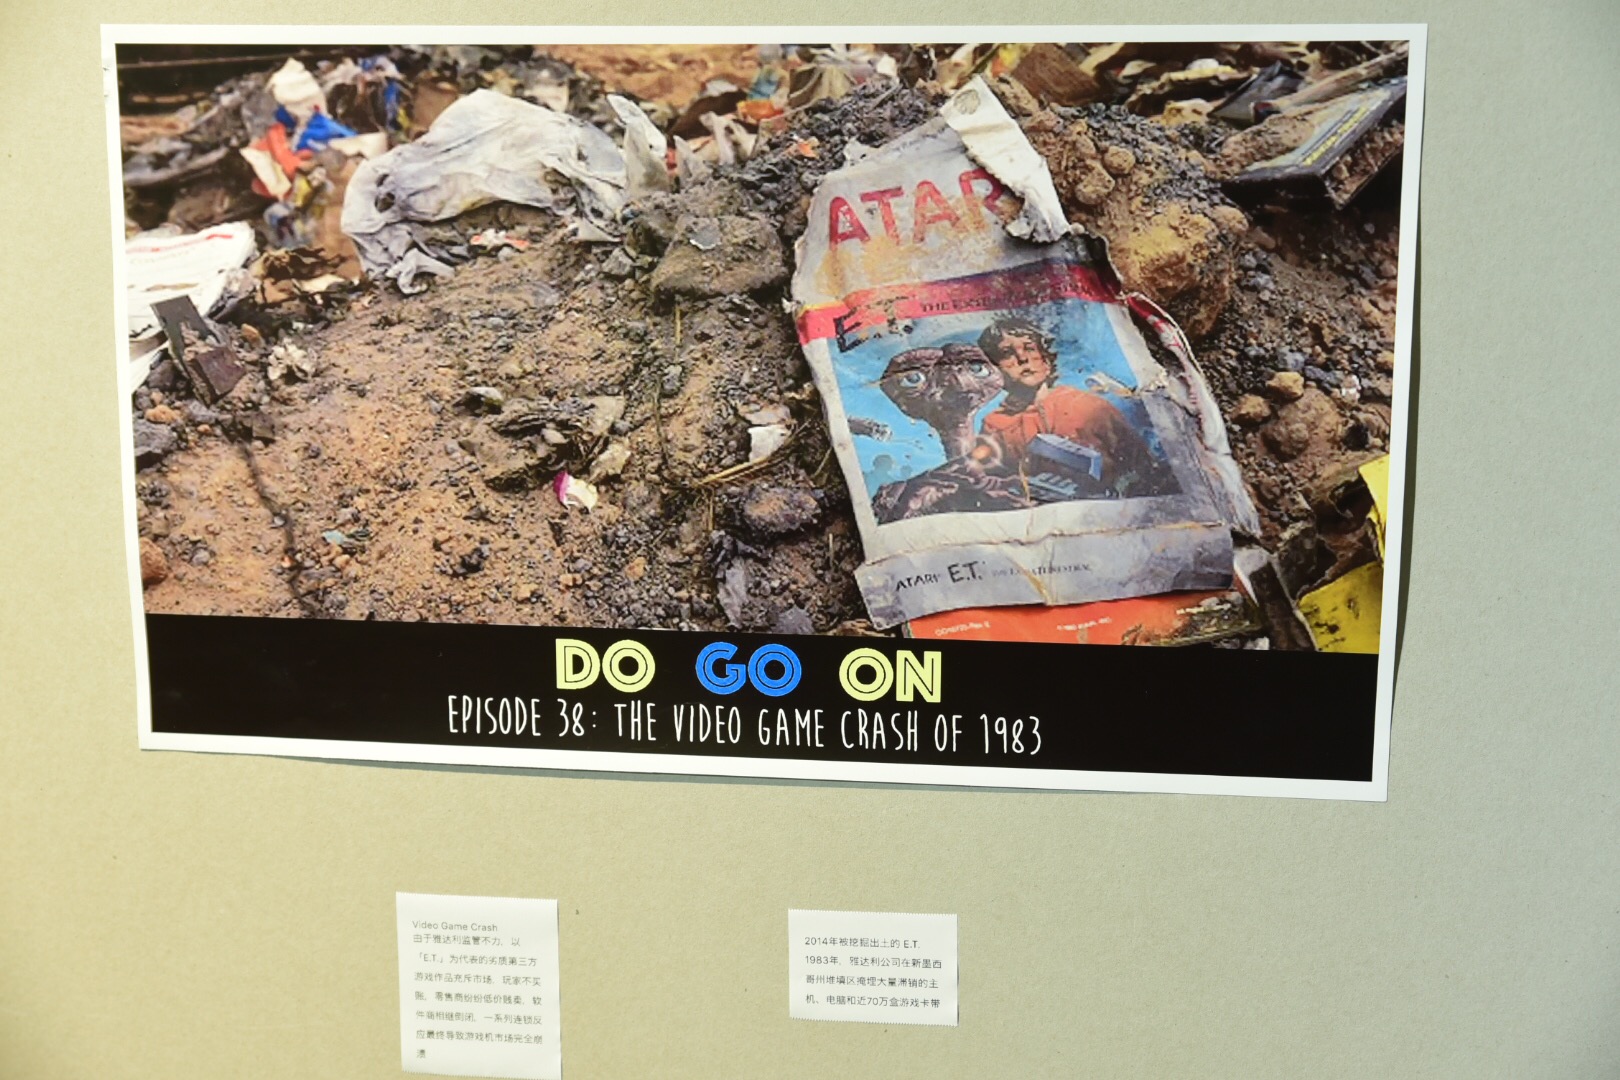 ATAR
E.T.
ATARI E.T.
DO GO ON
EPISODE 38: THE VIDEO GAME CRASH OF 1983
Video Game Crash
由于雅达利监管不力，以
「E.T.」为代表的劣质第三方
游戏作品充斥市场，玩家不买
账，零售商纷纷低价贱卖，软
件商相继倒闭，一系列连锁反
应最终导致游戏机市场完全崩
溃
2014年被挖掘出土的 E.T.
1983年，雅达利公司在新墨西
哥州堆填区掩埋大量滞销的主
机、电脑和近70万盒游戏卡带